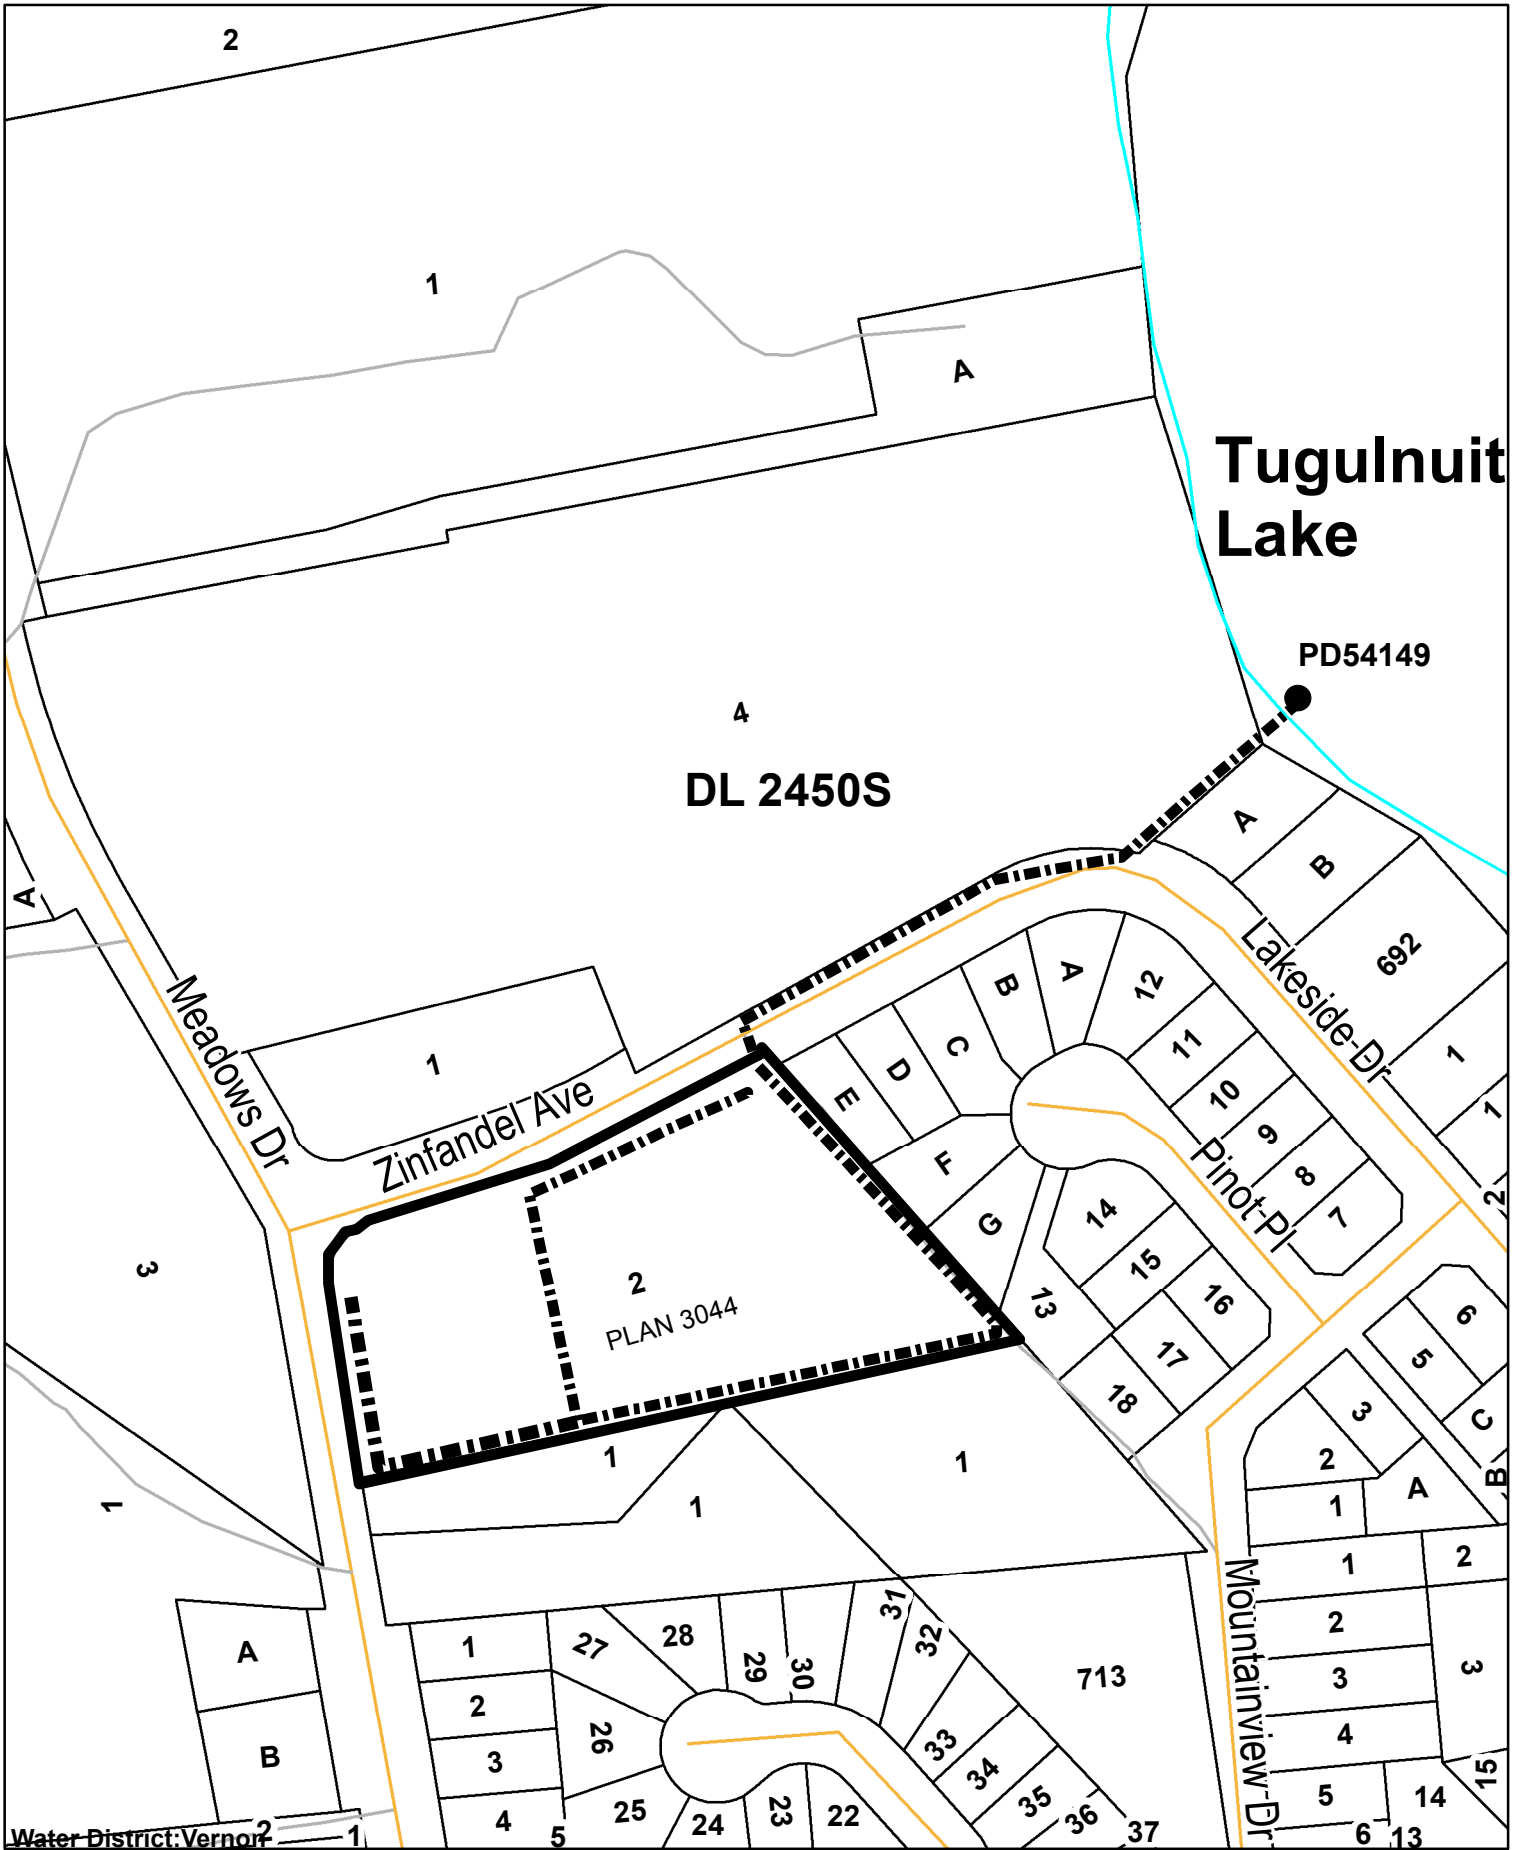 2
1
A
Tugulnuit
Lake
PD54149
4
DL 2450S
A
B
692
A
Lakeside Dr
1
1
2
Meadows Dr
1
Zinfandel Ave
E
D
C
B
A
12
11
10
9
8
7
F
G
Pinot Pl
14
15
16
13
17
18
3
2
PLAN 3044
6
5
C
B
3
2
A
1
1
1
1
1
1
2
2
3
3
4
5
14
15
6
13
Mountainview Dr
A
B
2
1
1
2
3
4
5
27
28
29
30
31
32
26
25
24
23
22
33
34
35
36
37
713
Water District:Vernon